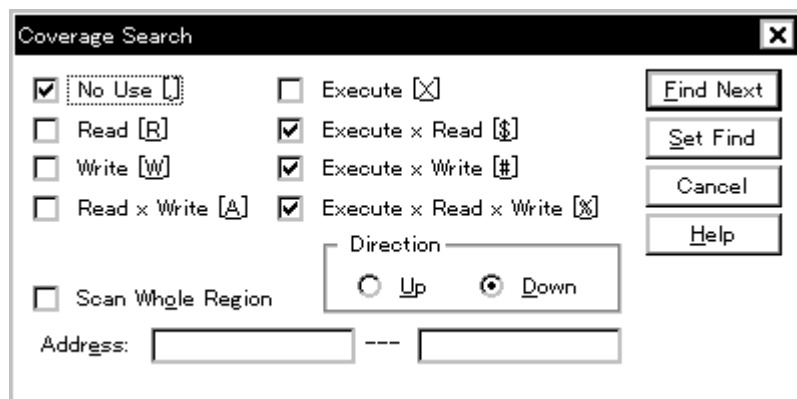 Coverage Search
No Use [.] Execute [X] Find Next
Read [R] Execute x Read [$] Set Find
Write [W] Execute x Write [#] Cancel
Read x Write [A] Execute x Read x Write [%] Help
Direction
Scan Whole Region Up Down
Address: ---